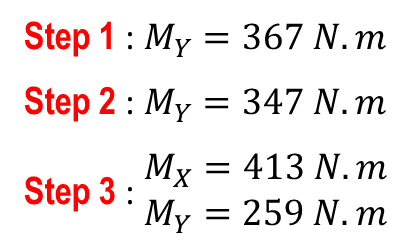 Step 1 : M_Y = 367 N.m
Step 2 : M_Y = 347 N.m
Step 3 : M_X = 413 N.m
M_Y = 259 N.m